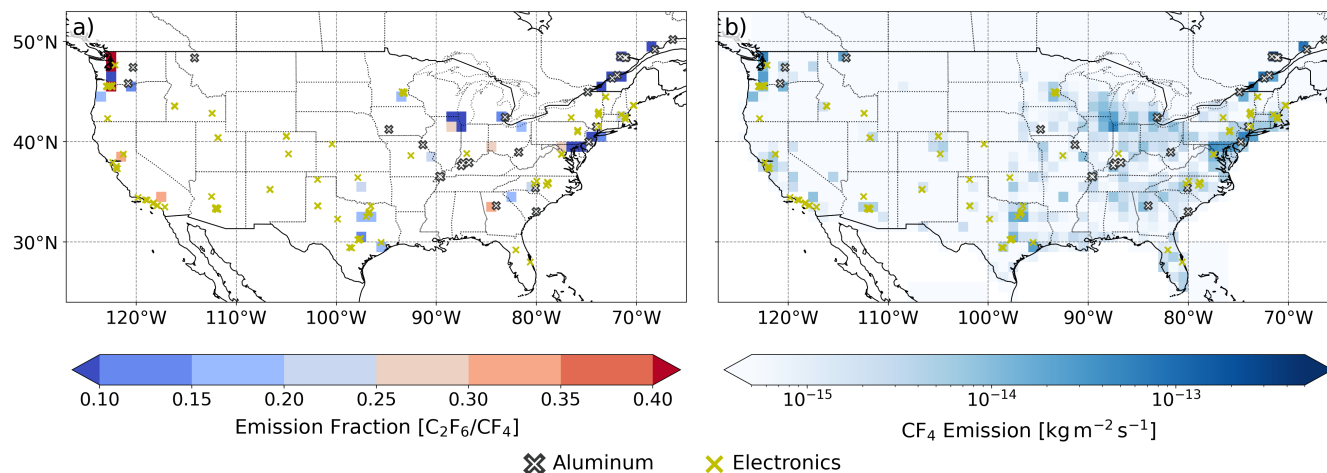 a)
b)
50°N
40°N
30°N
120°W 110°W 100°W 90°W 80°W 70°W
120°W 110°W 100°W 90°W 80°W 70°W
0.10 0.15 0.20 0.25 0.30 0.35 0.40
10⁻¹⁵ 10⁻¹⁴ 10⁻¹³
Emission Fraction [C₂F₆/CF₄]
CF₄ Emission [kg m⁻² s⁻¹]
Aluminum Electronics